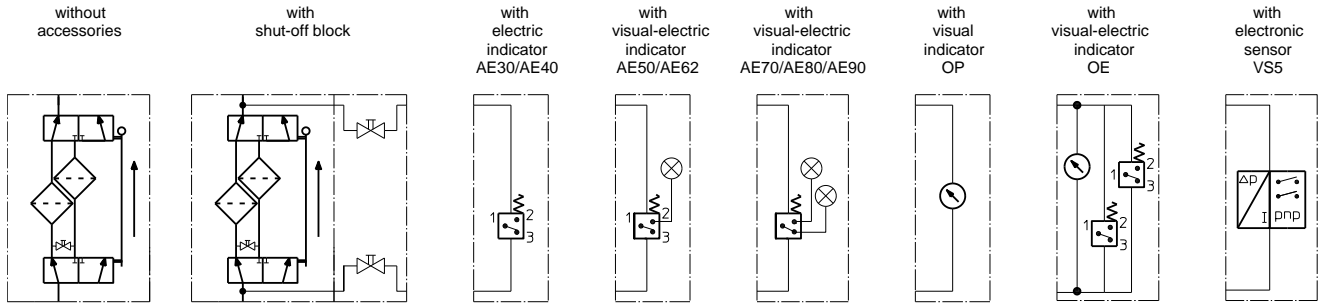 without
accessories
with
shut-off block
with
electric
indicator
AE30/AE40
with
visual-electric
indicator
AE50/AE62
with
visual-electric
indicator
AE70/AE80/AE90
with
visual
indicator
OP
with
visual-electric
indicator
OE
with
electronic
sensor
VS5
1 2
3
1 2
3
1 2
3
1 2
3
Δp
I pnp